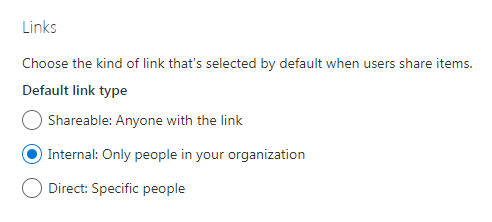 Links
Choose the kind of link that's selected by default when users share items.
Default link type
Shareable: Anyone with the link
Internal: Only people in your organization
Direct: Specific people